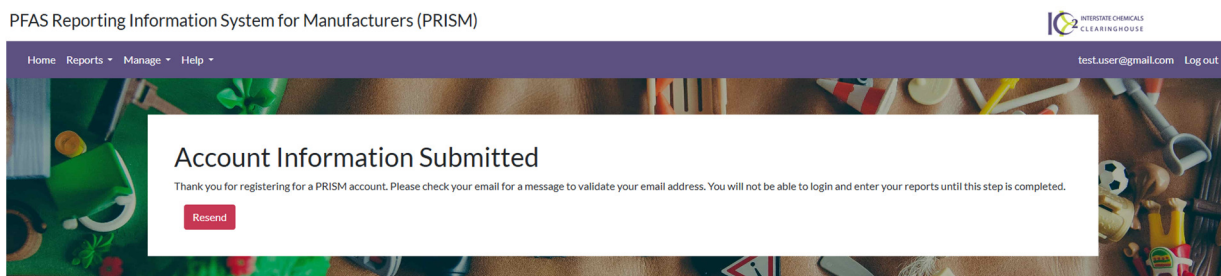 PFAS Reporting Information System for Manufacturers (PRISM)
IC2 INTERSTATE CHEMICALS
CLEARINGHOUSE
Home Reports Manage Help
test.user@gmail.com Log out
Account Information Submitted
Thank you for registering for a PRISM account. Please check your email for a message to validate your email address. You will not be able to login and enter your reports until this step is completed.
Resend